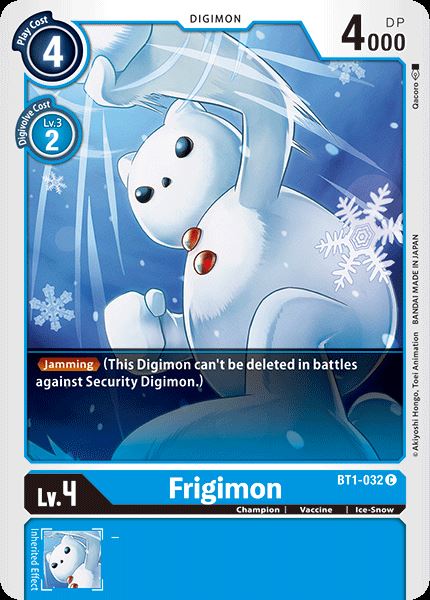 Play Cost
4
DIGIMON
DP
4000
Digivolve Cost
Lv.3
2
Qacoro
© Akiyoshi Hongo, Toei Animation BANDAI MADE IN JAPAN
Jamming (This Digimon can't be deleted in battles
against Security Digimon.)
Lv.4
Frigimon
BT1-032 C
Champion | Vaccine | Ice-Snow
Inherited Effect
-